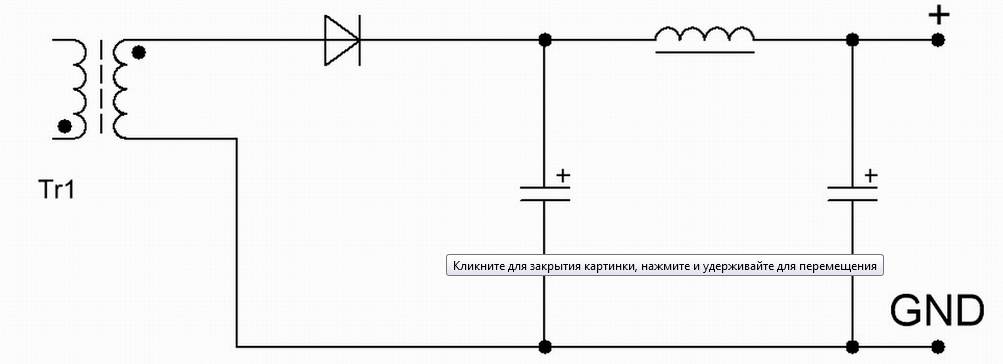 +
Tr1
+
+
Кликните для закрытия картинки, нажмите и удерживайте для перемещения
GND